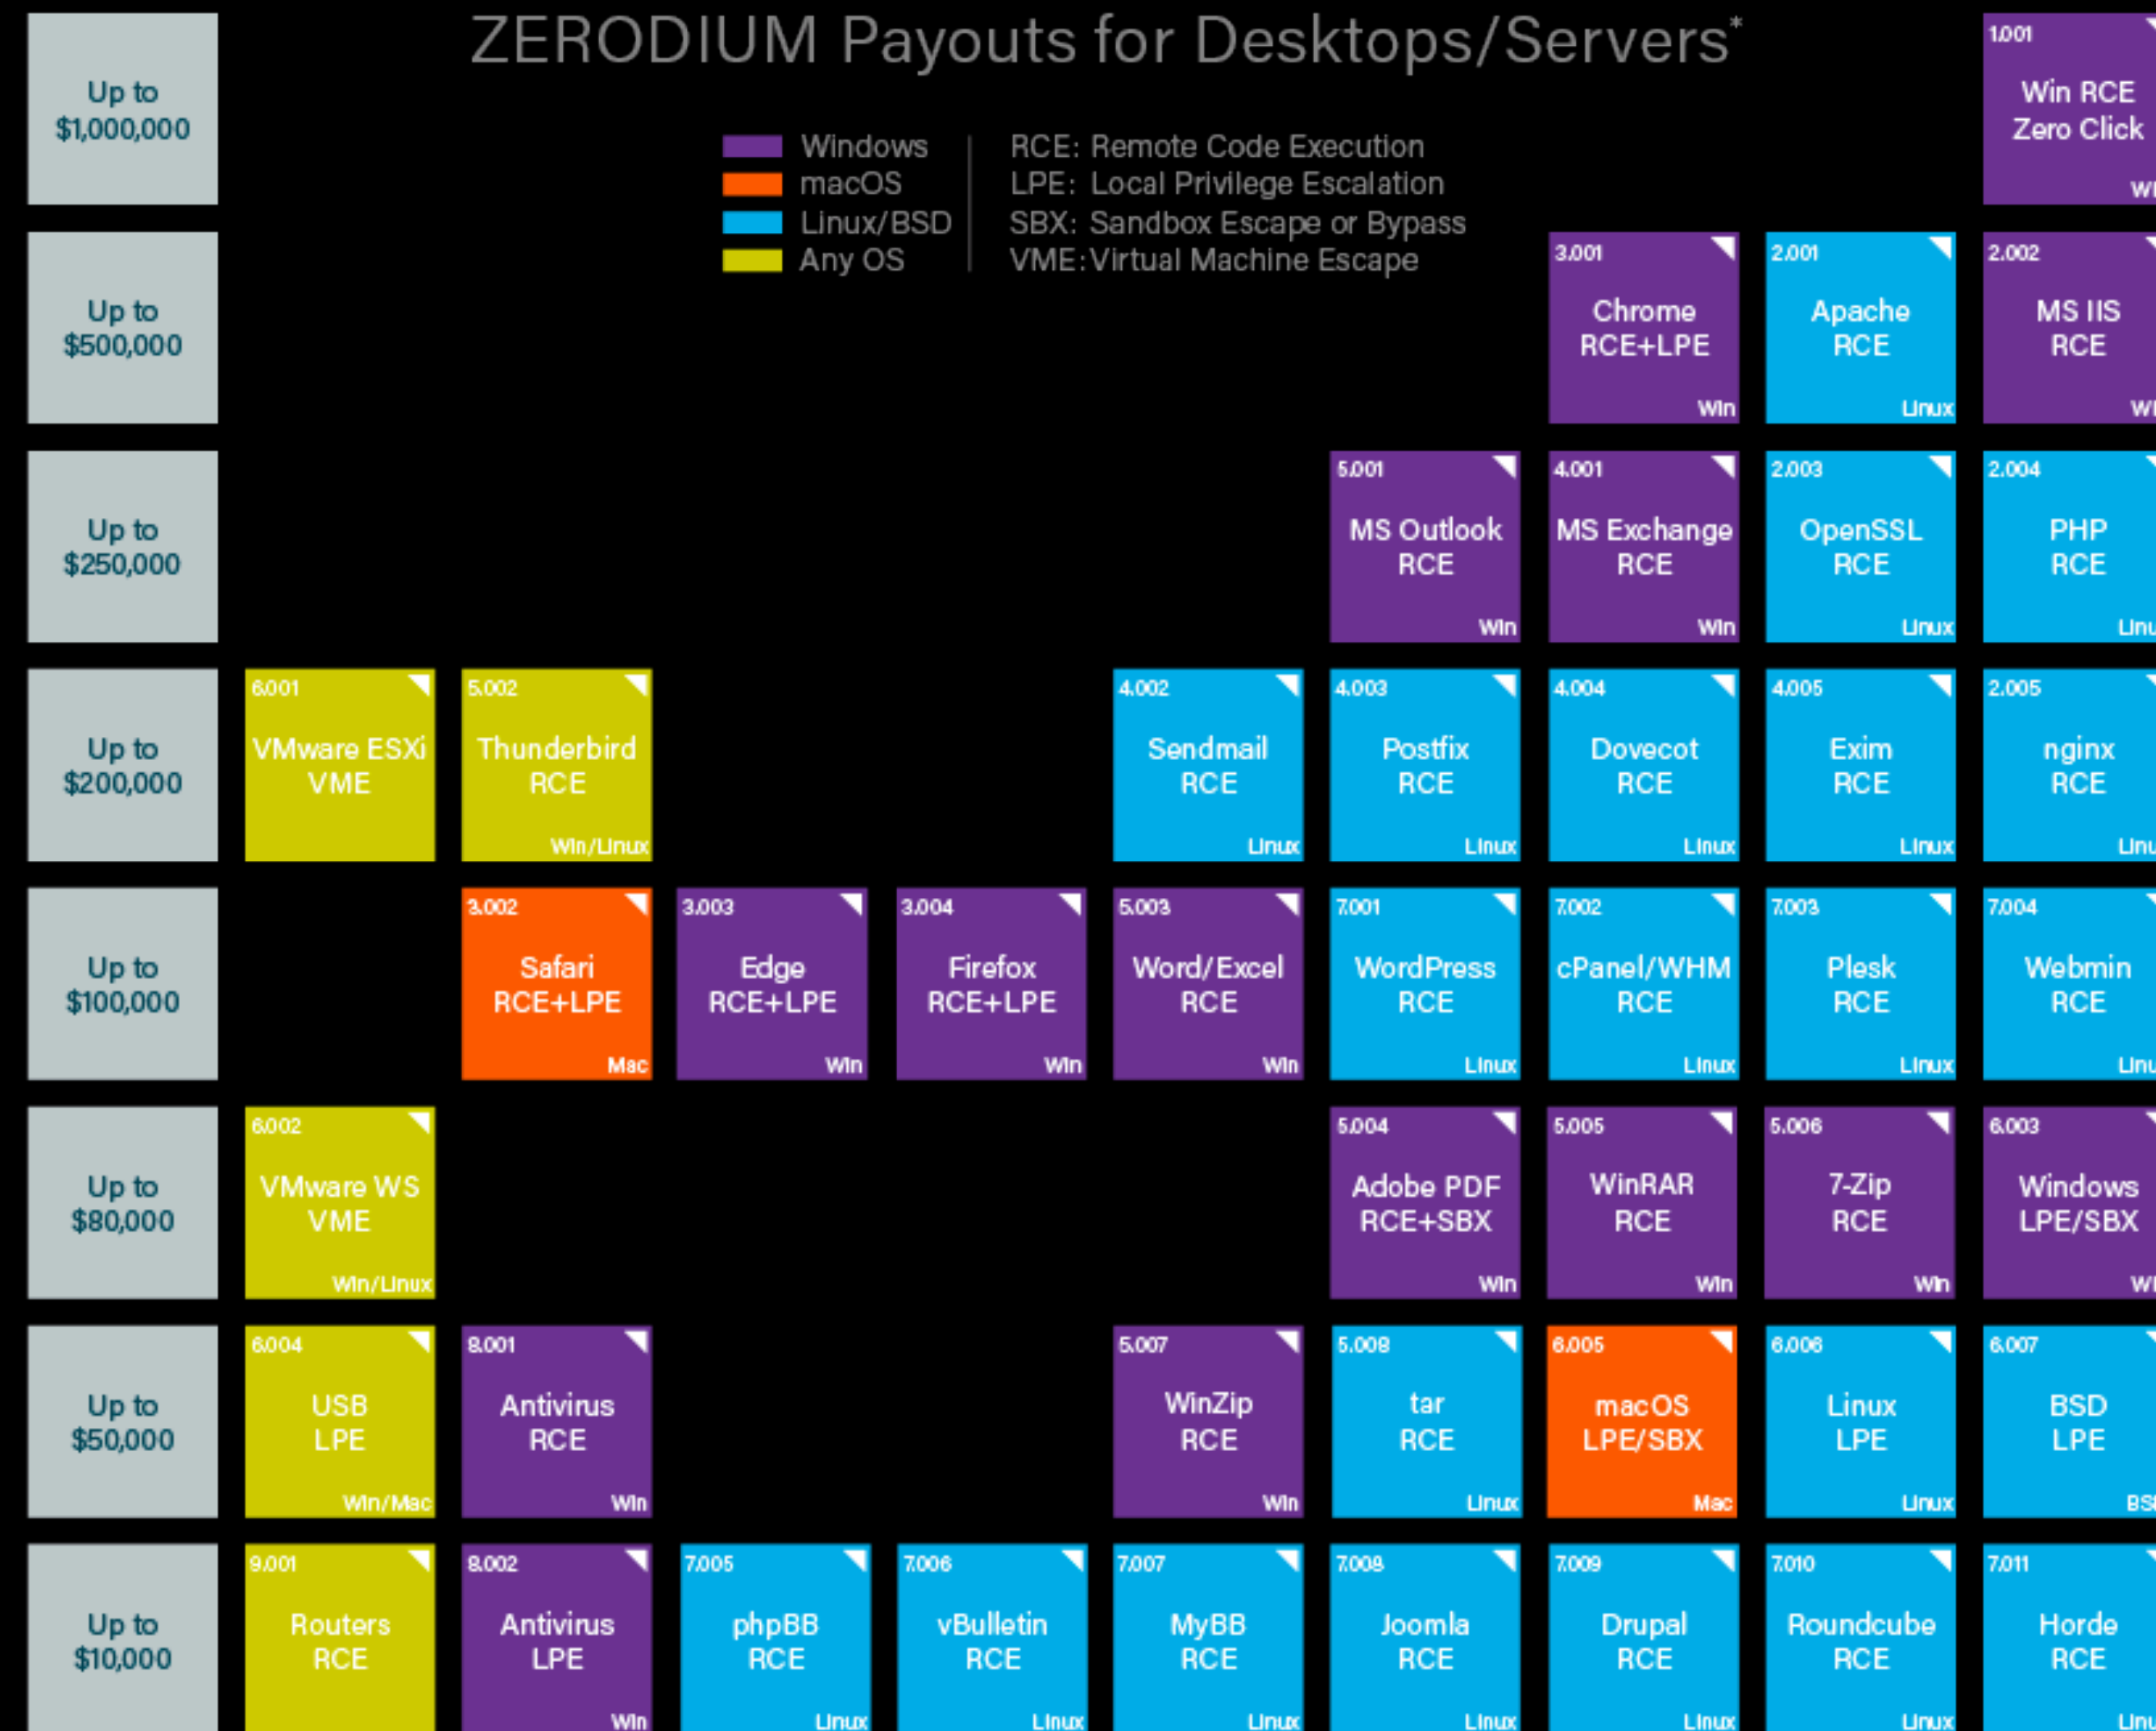 ZERODIUM Payouts for Desktops/Servers*
Windows
macOS
Linux/BSD
Any OS
RCE: Remote Code Execution
LPE: Local Privilege Escalation
SBX: Sandbox Escape or Bypass
VME: Virtual Machine Escape
Up to
$1,000,000
1.001
Win RCE
Zero Click
Up to
$500,000
3.001
Chrome
RCE+LPE
Win
2.001
Apache
RCE
Linux
2.002
MS IIS
RCE
Up to
$250,000
5.001
MS Outlook
RCE
Win
4.001
MS Exchange
RCE
Win
2.003
OpenSSL
RCE
Linux
2.004
PHP
RCE
Up to
$200,000
6.001
VMware ESXi
VME
5.002
Thunderbird
RCE
Win/Linux
4.002
Sendmail
RCE
Linux
4.003
Postfix
RCE
Linux
4.004
Dovecot
RCE
Linux
4.005
Exim
RCE
Linux
2.005
nginx
RCE
Up to
$100,000
3.002
Safari
RCE+LPE
Mac
3.003
Edge
RCE+LPE
Win
3.004
Firefox
RCE+LPE
Win
5.003
Word/Excel
RCE
Win
7.001
WordPress
RCE
Linux
7.002
cPanel/WHM
RCE
Linux
7.003
Plesk
RCE
Linux
7.004
Webmin
RCE
Up to
$80,000
6.002
VMware WS
VME
Win/Linux
5.004
Adobe PDF
RCE+SBX
Win
5.005
WinRAR
RCE
Win
5.006
7-Zip
RCE
Win
6.003
Windows
LPE/SBX
Up to
$50,000
6.004
USB
LPE
Win/Mac
8.001
Antivirus
RCE
Win
5.007
WinZip
RCE
Win
5.008
tar
RCE
Linux
6.005
macOS
LPE/SBX
Mac
6.006
Linux
LPE
Linux
6.007
BSD
LPE
Up to
$10,000
9.001
Routers
RCE
8.002
Antivirus
LPE
Win
7.005
phpBB
RCE
Linux
7.006
vBulletin
RCE
Linux
7.007
MyBB
RCE
Linux
7.008
Joomla
RCE
Linux
7.009
Drupal
RCE
Linux
7.010
Roundcube
RCE
Linux
7.011
Horde
RCE